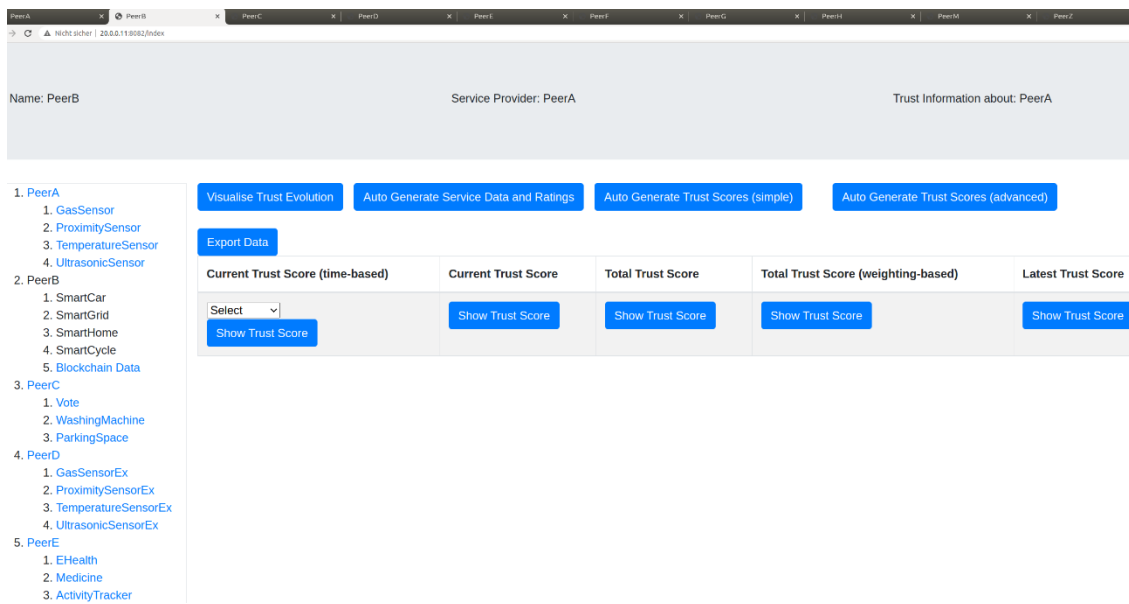 PeerA PeerB PeerC PeerD PeerE PeerF PeerG PeerH PeerM PeerZ
Nicht sicher | 20.0.0.11:8082/Index
Name: PeerB Service Provider: PeerA Trust Information about: PeerA
Visualise Trust Evolution Auto Generate Service Data and Ratings Auto Generate Trust Scores (simple) Auto Generate Trust Scores (advanced)
Export Data
Current Trust Score (time-based) Current Trust Score Total Trust Score Total Trust Score (weighting-based) Latest Trust Score
Select
Show Trust Score Show Trust Score Show Trust Score Show Trust Score Show Trust Score
1. PeerA
1. GasSensor
2. ProximitySensor
3. TemperatureSensor
4. UltrasonicSensor
2. PeerB
1. SmartCar
2. SmartGrid
3. SmartHome
4. SmartCycle
5. Blockchain Data
3. PeerC
1. Vote
2. WashingMachine
3. ParkingSpace
4. PeerD
1. GasSensorEx
2. ProximitySensorEx
3. TemperatureSensorEx
4. UltrasonicSensorEx
5. PeerE
1. EHealth
2. Medicine
3. ActivityTracker